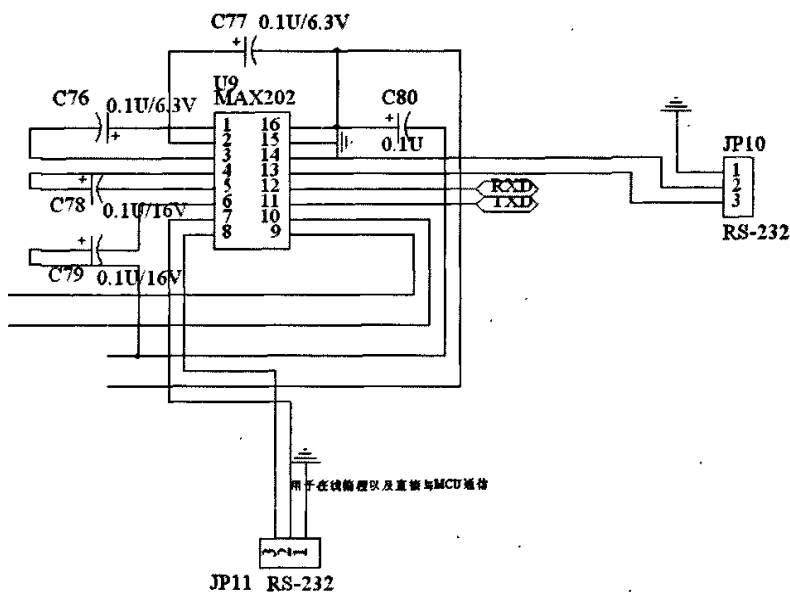 C77 0.1U/6.3V
U9
MAX202
C76 0.1U/6.3V
C80
0.1U
1 16
2 15
3 14
4 13
5 12
6 11
7 10
8 9
RXD
TXD
C78 0.1U/16V
C79 0.1U/16V
JP10
1
2
3
RS-232
用于在线编程以及直接与MCU通信
3 2 1
JP11 RS-232